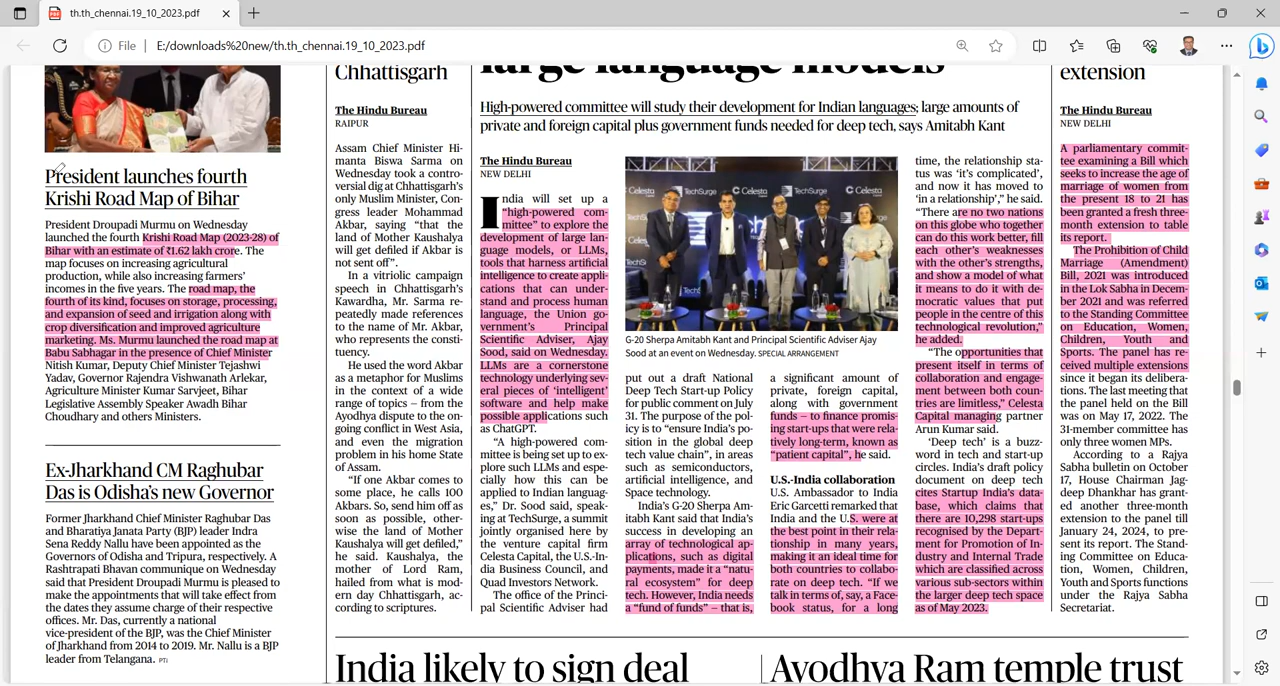 th.th_chennai.19_10_2023.pdf
File
E:/downloads%20new/th.th_chennai.19_10_2023.pdf
President launches fourth
Krishi Road Map of Bihar
President Droupadi Murmu on Wednesday
launched the fourth Krishi Road Map (2023-28) of
Bihar with an estimate of ₹1.62 lakh crore. The
map focuses on increasing agricultural
production, while also increasing farmers'
incomes in the five years. The road map, the
fourth of its kind, focuses on storage, processing,
and expansion of seed and irrigation along with
crop diversification and improved agriculture
marketing. Ms. Murmu launched the road map at
Babu Sabhagar in the presence of Chief Minister
Nitish Kumar, Deputy Chief Minister Tejashwi
Yadav, Governor Rajendra Vishwanath Arlekar,
Agriculture Minister Kumar Sarvjeet, Bihar
Legislative Assembly Speaker Awadh Bihar
Choudhary and others Ministers.
Ex-Jharkhand CM Raghubar
Das is Odisha's new Governor
Former Jharkhand Chief Minister Raghubar Das
and Bharatiya Janata Party (BJP) leader Indra
Sena Reddy Nallu have been appointed as the
Governors of Odisha and Tripura, respectively. A
Rashtrapati Bhavan communique on Wednesday
said that President Droupadi Murmu is pleased to
make the appointments that will take effect from
the dates they assume charge of their respective
offices. Mr. Das, currently a national
vice-president of the BJP, was the Chief Minister
of Jharkhand from 2014 to 2019. Mr. Nallu is a BJP
leader from Telangana. PTI
Chhattisgarh
The Hindu Bureau
RAIPUR
Assam Chief Minister Hi-
manta Biswa Sarma on
Wednesday took a contro-
versial dig at Chhattisgarh's
only Muslim Minister, Con-
gress leader Mohammad
Akbar, saying "that the
land of Mother Kaushalya
will get defiled if Akbar is
not sent off".
In a vitriolic campaign
speech in Chhattisgarh's
Kawardha, Mr. Sarma re-
peatedly made references
to the name of Mr. Akbar,
who represents the consti-
tuency.
He used the word Akbar
as a metaphor for Muslims
in the context of a wide
range of topics – from the
Ayodhya dispute to the on-
going conflict in West Asia,
and even the migration
problem in his home State
of Assam.
"If one Akbar comes to
some place, he calls 100
Akbars. So, send him off as
soon as possible, other-
wise the land of Mother
Kaushalya will get defiled,"
he said. Kaushalya, the
mother of Lord Ram,
hailed from what is mod-
ern day Chhattisgarh, ac-
cording to scriptures.
large language models
High-powered committee will study their development for Indian languages; large amounts of
private and foreign capital plus government funds needed for deep tech, says Amitabh Kant
The Hindu Bureau
NEW DELHI
India will set up a
"high-powered com-
mittee" to explore the
development of large lan-
guage models, or LLMs,
tools that harness artificial
intelligence to create appli-
cations that can under-
stand and process human
language, the Union go-
vernment's Principal
Scientific Adviser, Ajay
Sood, said on Wednesday.
LLMs are a cornerstone
technology underlying sev-
eral pieces of 'intelligent'
software and help make
possible applications such
as ChatGPT.
"A high-powered com-
mittee is being set up to ex-
plore such LLMs and espe-
cially how this can be
applied to Indian languag-
es," Dr. Sood said, speak-
ing at TechSurge, a summit
jointly organised here by
the venture capital firm
Celesta Capital, the U.S.-In-
dia Business Council, and
Quad Investors Network.
The office of the Princi-
pal Scientific Adviser had
TechSurge
Celesta
TechSurge
Celesta
G-20 Sherpa Amitabh Kant and Principal Scientific Adviser Ajay
Sood at an event on Wednesday. SPECIAL ARRANGEMENT
put out a draft National
Deep Tech Start-up Policy
for public comment on July
31. The purpose of the pol-
icy is to "ensure India's po-
sition in the global deep
tech value chain", in areas
such as semiconductors,
artificial intelligence, and
Space technology.
India's G-20 Sherpa Am-
itabh Kant said that India's
success in developing an
array of technological ap-
plications, such as digital
payments, made it a "natu-
ral ecosystem" for deep
tech. However, India needs
a "fund of funds" – that is,
a significant amount of
private, foreign capital,
along with government
funds – to finance promis-
ing start-ups that were rela-
tively long-term, known as
"patient capital", he said.
U.S.-India collaboration
U.S. Ambassador to India
Eric Garcetti remarked that
India and the U.S. were at
the best point in their rela-
tionship in many years,
making it an ideal time for
both countries to collabo-
rate on deep tech. "If we
talk in terms of, say, a Face-
book status, for a long
time, the relationship sta-
tus was 'it's complicated',
and now it has moved to
'in a relationship'," he said.
"There are no two nations
on this globe who together
can do this work better, fill
each other's weaknesses
with the other's strengths,
and show a model of what
it means to do it with de-
mocratic values that put
people in the centre of this
technological revolution,"
he added.
"The opportunities that
present itself in terms of
collaboration and engage-
ment between both coun-
tries are limitless," Celesta
Capital managing partner
Arun Kumar said.
'Deep tech' is a buzz-
word in tech and start-up
circles. India's draft policy
document on deep tech
cites Startup India's data-
base, which claims that
there are 10,298 start-ups
recognised by the Depart-
ment for Promotion of In-
dustry and Internal Trade
which are classified across
various sub-sectors within
the larger deep tech space
as of May 2023.
extension
The Hindu Bureau
NEW DELHI
A parliamentary commit-
tee examining a Bill which
seeks to increase the age of
marriage of women from
the present 18 to 21 has
been granted a fresh three-
month extension to table
its report.
The Prohibition of Child
Marriage (Amendment)
Bill, 2021 was introduced
in the Lok Sabha in Decem-
ber 2021 and was referred
to the Standing Committee
on Education, Women,
Children, Youth and
Sports. The panel has re-
ceived multiple extensions
since it began its delibera-
tions. The last meeting that
the panel held on the Bill
was on May 17, 2022. The
31-member committee has
only three women MPs.
According to a Rajya
Sabha bulletin on October
17, House Chairman Jag-
deep Dhankhar has grant-
ed another three-month
extension to the panel till
January 24, 2024, to pre-
sent its report. The Stand-
ing Committee on Educa-
tion, Women, Children,
Youth and Sports functions
under the Rajya Sabha
Secretariat.
India likely to sign deal
Ayodhya Ram temple trust